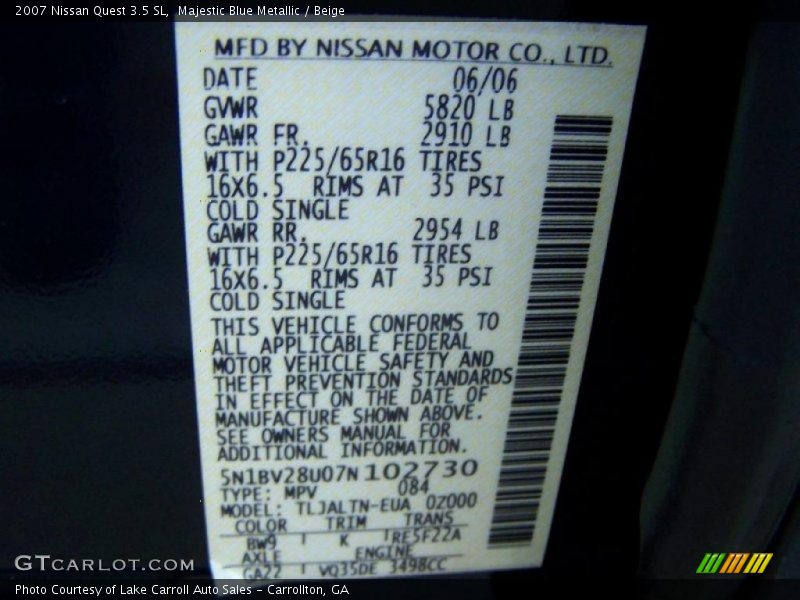 2007 Nissan Quest 3.5 SL,  Majestic Blue Metallic / Beige
MFD BY NISSAN MOTOR CO., LTD.
DATE 06/06
GVWR 5820 LB
GAWR FR. 2910 LB
WITH P225/65R16 TIRES
16X6.5 RIMS AT 35 PSI
COLD SINGLE
GAWR RR. 2954 LB
WITH P225/65R16 TIRES
16X6.5 RIMS AT 35 PSI
COLD SINGLE
THIS VEHICLE CONFORMS TO
ALL APPLICABLE FEDERAL
MOTOR VEHICLE SAFETY AND
THEFT PREVENTION STANDARDS
IN EFFECT ON THE DATE OF
MANUFACTURE SHOWN ABOVE.
SEE OWNERS MANUAL FOR
ADDITIONAL INFORMATION.
5N1BV28U07N102730
TYPE: MPV 084
MODEL: TLJALTN-EUA 0Z000
COLOR TRIM TRANS
BW9 K RE5F22A
AXLE ENGINE
GA22 VQ35DE 3498CC
GTCARLOT.COM
Photo Courtesy of Lake Carroll Auto Sales - Carrollton, GA